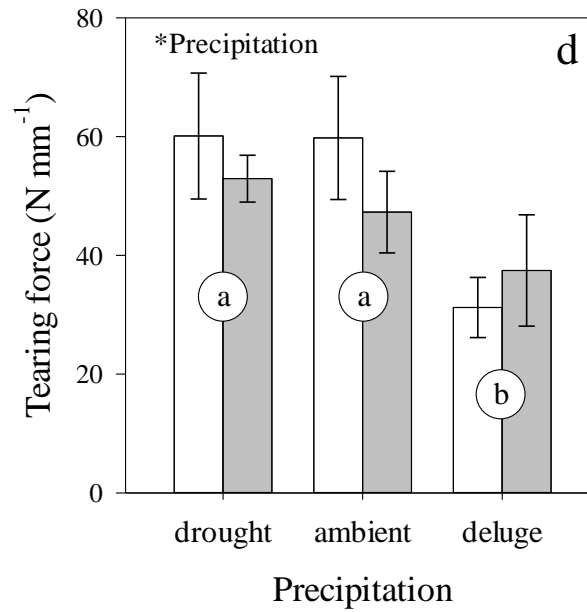 80
*Precipitation
d
60
40
20
0
Tearing force (N mm⁻¹)
a
a
b
drought ambient deluge
Precipitation